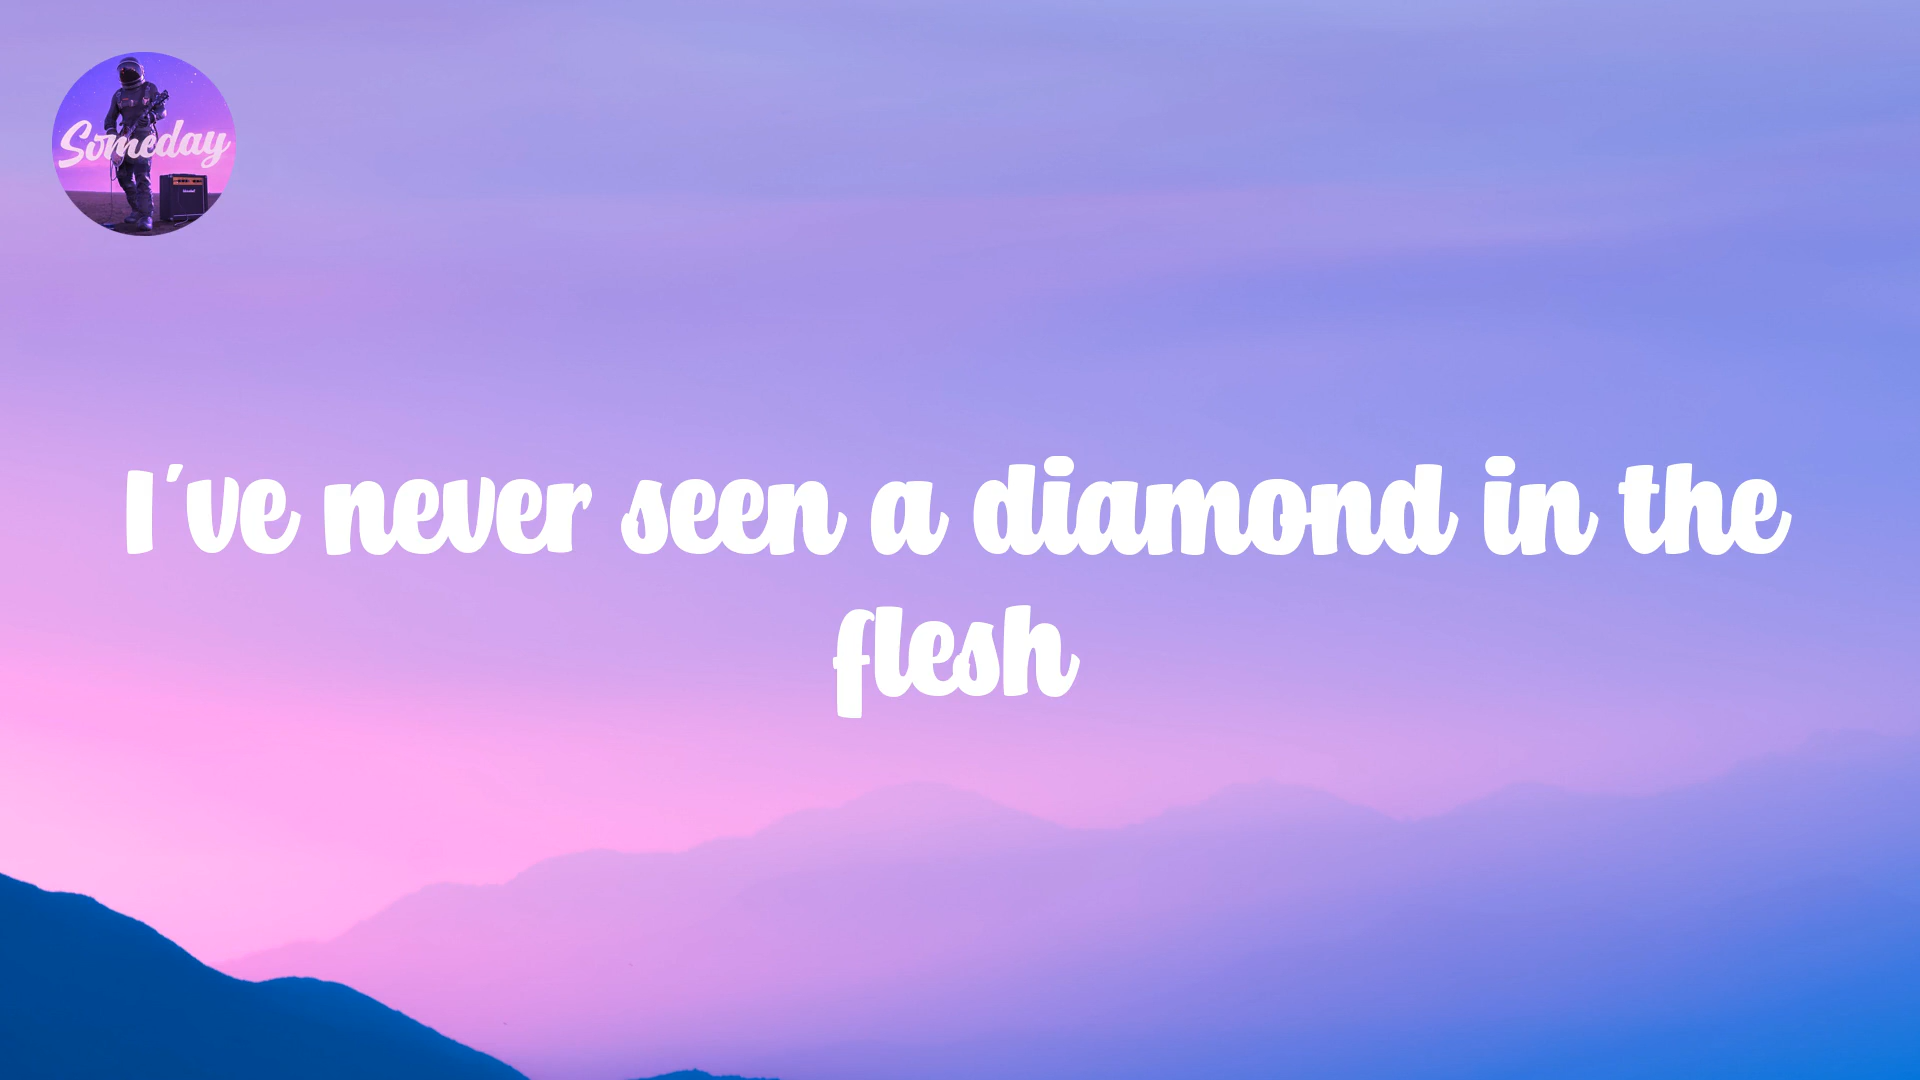 Someday
I've never seen a diamond in the
flesh